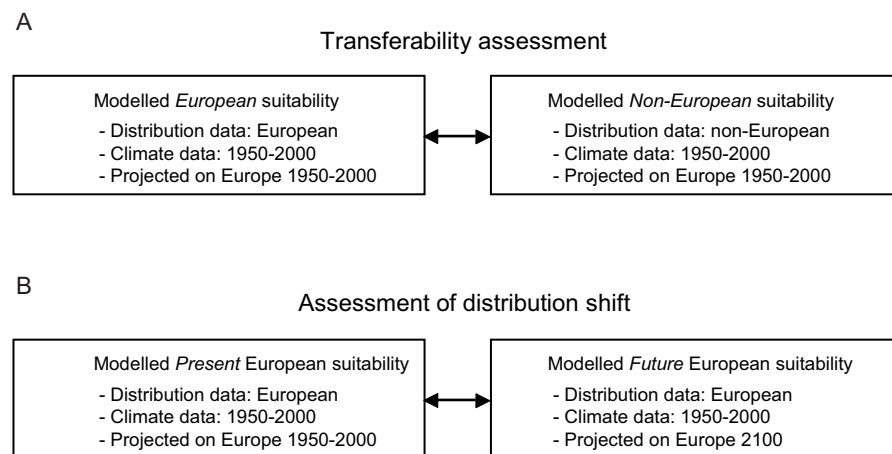 A
Transferability assessment
Modelled European suitability
- Distribution data: European
- Climate data: 1950-2000
- Projected on Europe 1950-2000
Modelled Non-European suitability
- Distribution data: non-European
- Climate data: 1950-2000
- Projected on Europe 1950-2000
B
Assessment of distribution shift
Modelled Present European suitability
- Distribution data: European
- Climate data: 1950-2000
- Projected on Europe 1950-2000
Modelled Future European suitability
- Distribution data: European
- Climate data: 1950-2000
- Projected on Europe 2100